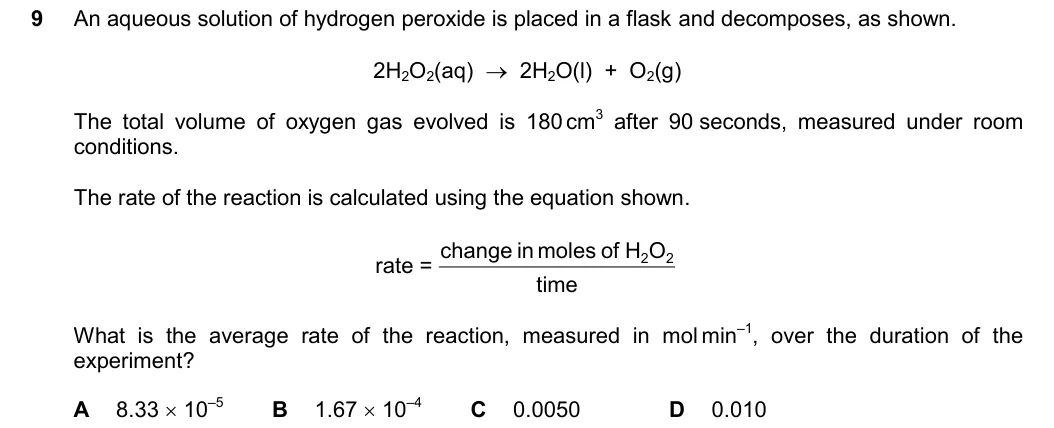 9 An aqueous solution of hydrogen peroxide is placed in a flask and decomposes, as shown.
2H₂O₂(aq) → 2H₂O(l) + O₂(g)
The total volume of oxygen gas evolved is 180 cm³ after 90 seconds, measured under room
conditions.
The rate of the reaction is calculated using the equation shown.
rate = change in moles of H₂O₂
time
What is the average rate of the reaction, measured in mol min⁻¹, over the duration of the
experiment?
A 8.33 × 10⁻⁵ B 1.67 × 10⁻⁴ C 0.0050 D 0.010